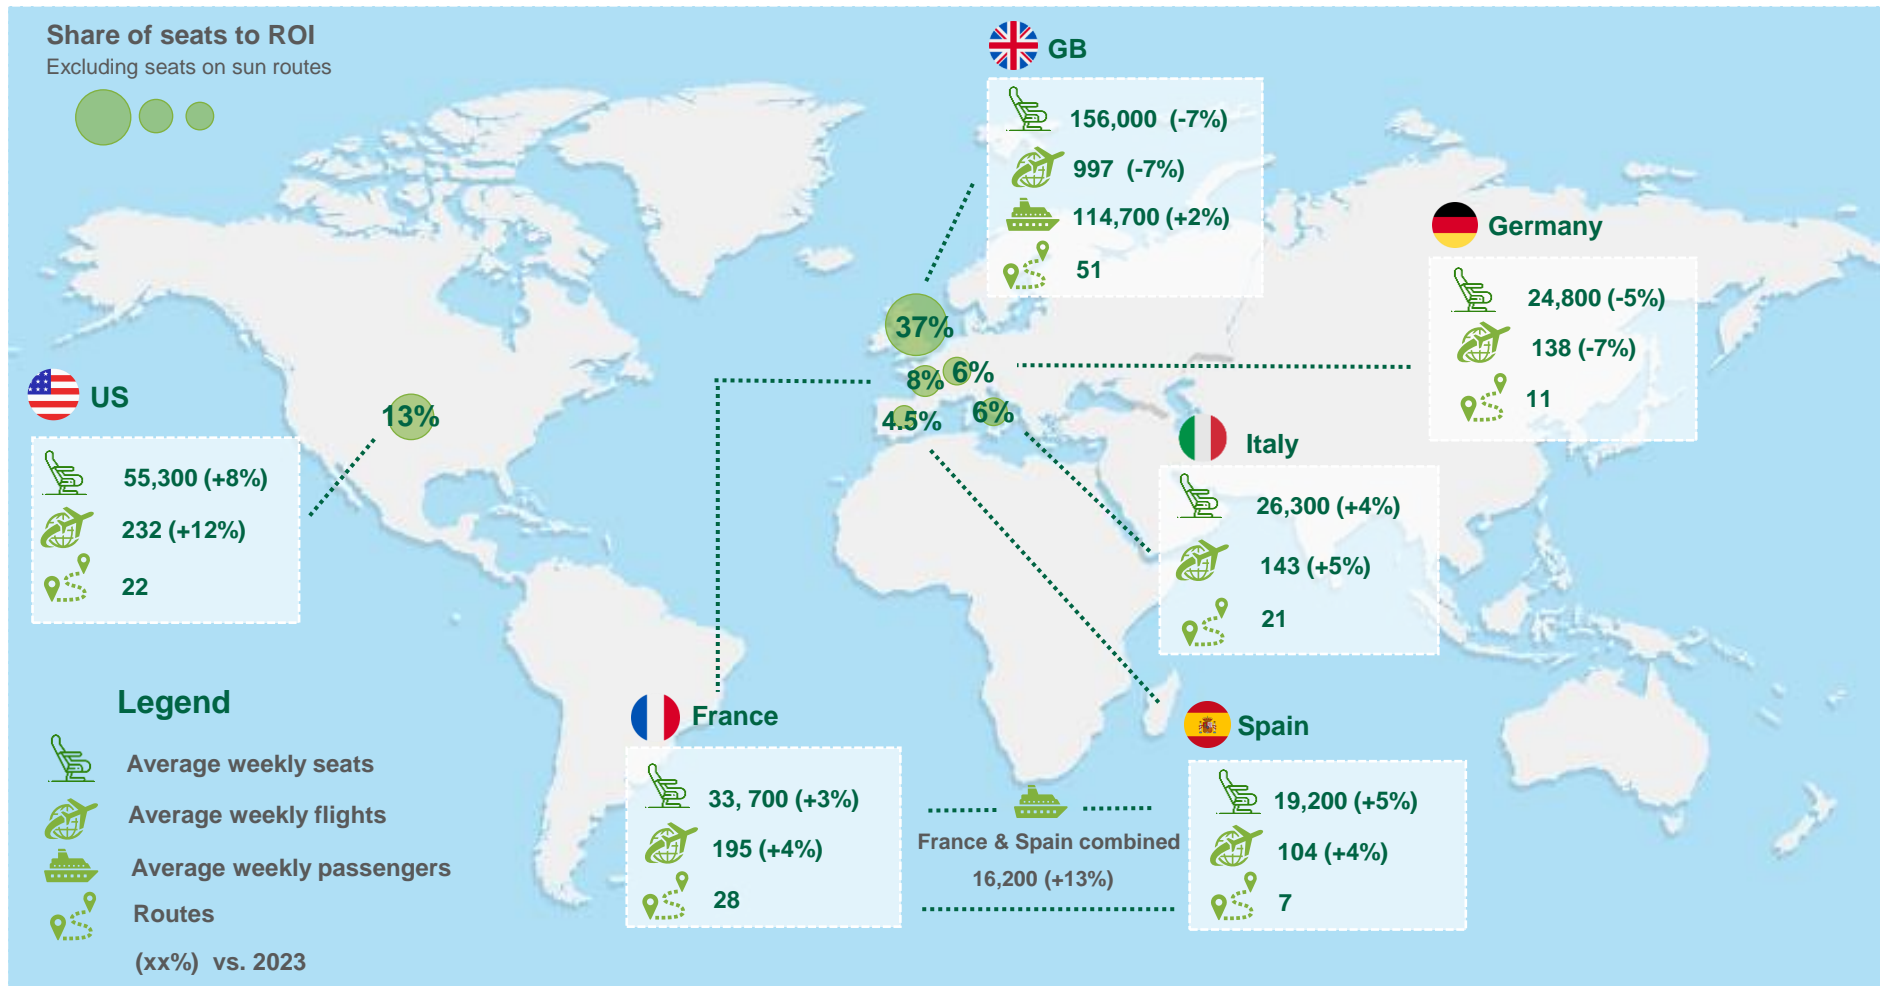 Share of seats to ROI
Excluding seats on sun routes
GB
156,000 (-7%)
997 (-7%)
114,700 (+2%)
51
Germany
24,800 (-5%)
138 (-7%)
11
37%
8%
6%
4.5%
6%
US
13%
55,300 (+8%)
232 (+12%)
22
Italy
26,300 (+4%)
143 (+5%)
21
Legend
Average weekly seats
Average weekly flights
Average weekly passengers
Routes
(xx%) vs. 2023
France
33, 700 (+3%)
195 (+4%)
28
France & Spain combined
16,200 (+13%)
Spain
19,200 (+5%)
104 (+4%)
7